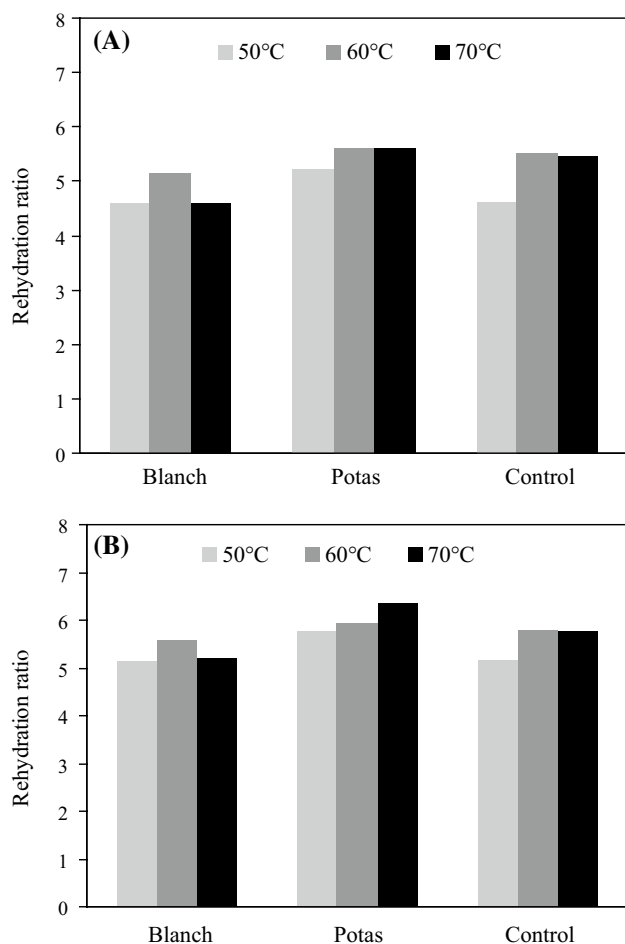 (A)
50°C 60°C 70°C
8
7
6
5
4
3
2
1
0
Rehydration ratio
Blanch Potas Control
(B)
50°C 60°C 70°C
8
7
6
5
4
3
2
1
0
Rehydration ratio
Blanch Potas Control